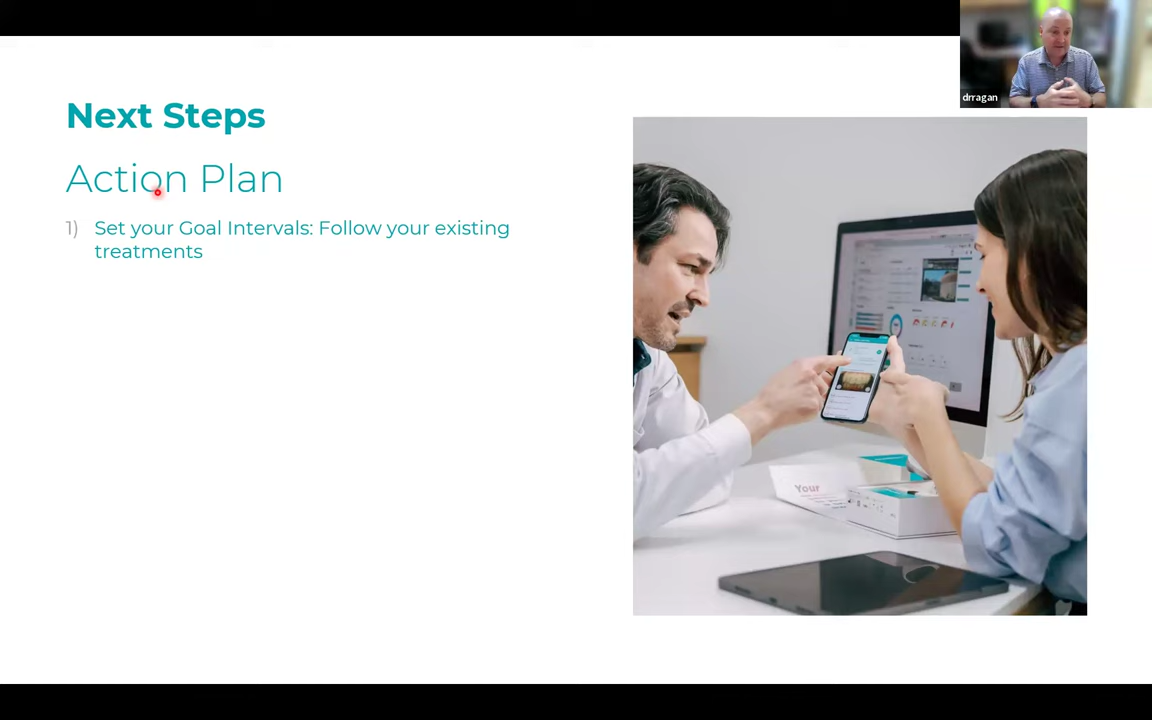 drragan
Next Steps
Action Plan
1) Set your Goal Intervals: Follow your existing
treatments
Your